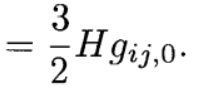 $= \frac{3}{2} H g_{ij,0}.$